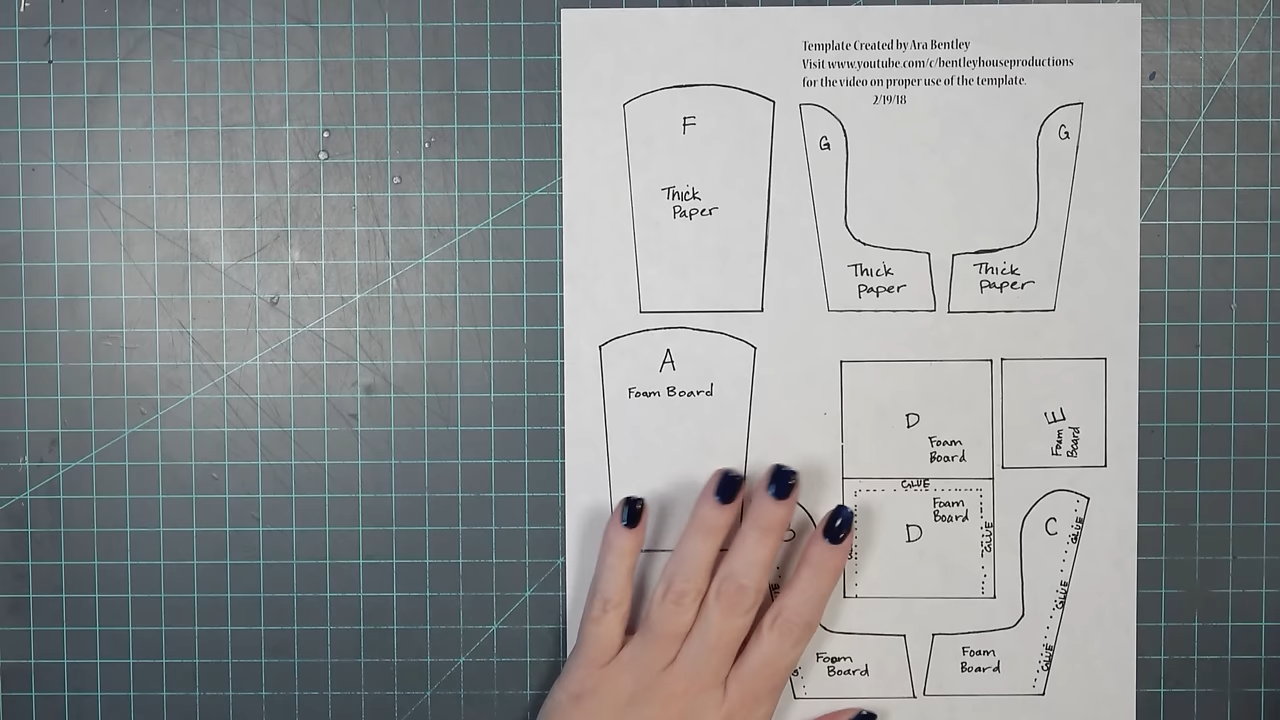 Template Created by Ara Bentley
Visit www.youtube.com/c/bentleyhouseproductions
for the video on proper use of the template.
2/19/18
F
Thick
Paper
G
Thick
paper
G
Thick
paper
A
Foam Board
D
Foam
Board
E
Foam
Board
GLUE
Foam
Board
D
GLUE
C
GLUE
GLUE
GLUE
Foam
Board
Foam
Board